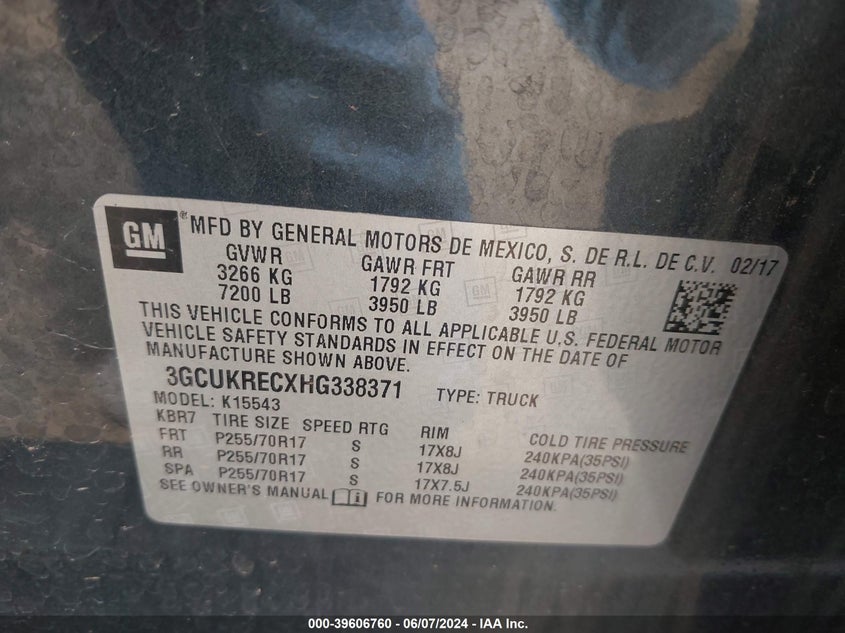 GM ® MFD BY GENERAL MOTORS DE MEXICO, S. DE R.L. DE C.V. 02/17
GVWR GAWR FRT GAWR RR
3266 KG 1792 KG 1792 KG
7200 LB 3950 LB 3950 LB
THIS VEHICLE CONFORMS TO ALL APPLICABLE U.S. FEDERAL MOTOR
VEHICLE SAFETY STANDARDS IN EFFECT ON THE DATE OF
MANUFACTURE SHOWN ABOVE.
3GCUKRECXHG338371 TYPE: TRUCK
MODEL: K15543
KBR7 TIRE SIZE SPEED RTG RIM COLD TIRE PRESSURE
FRT P255/70R17 S 17X8J 240KPA(35PSI)
RR P255/70R17 S 17X8J 240KPA(35PSI)
SPA P255/70R17 S 17X7.5J 240KPA(35PSI)
SEE OWNER'S MANUAL i FOR MORE INFORMATION.
000-39606760 - 06/07/2024 - IAA Inc.